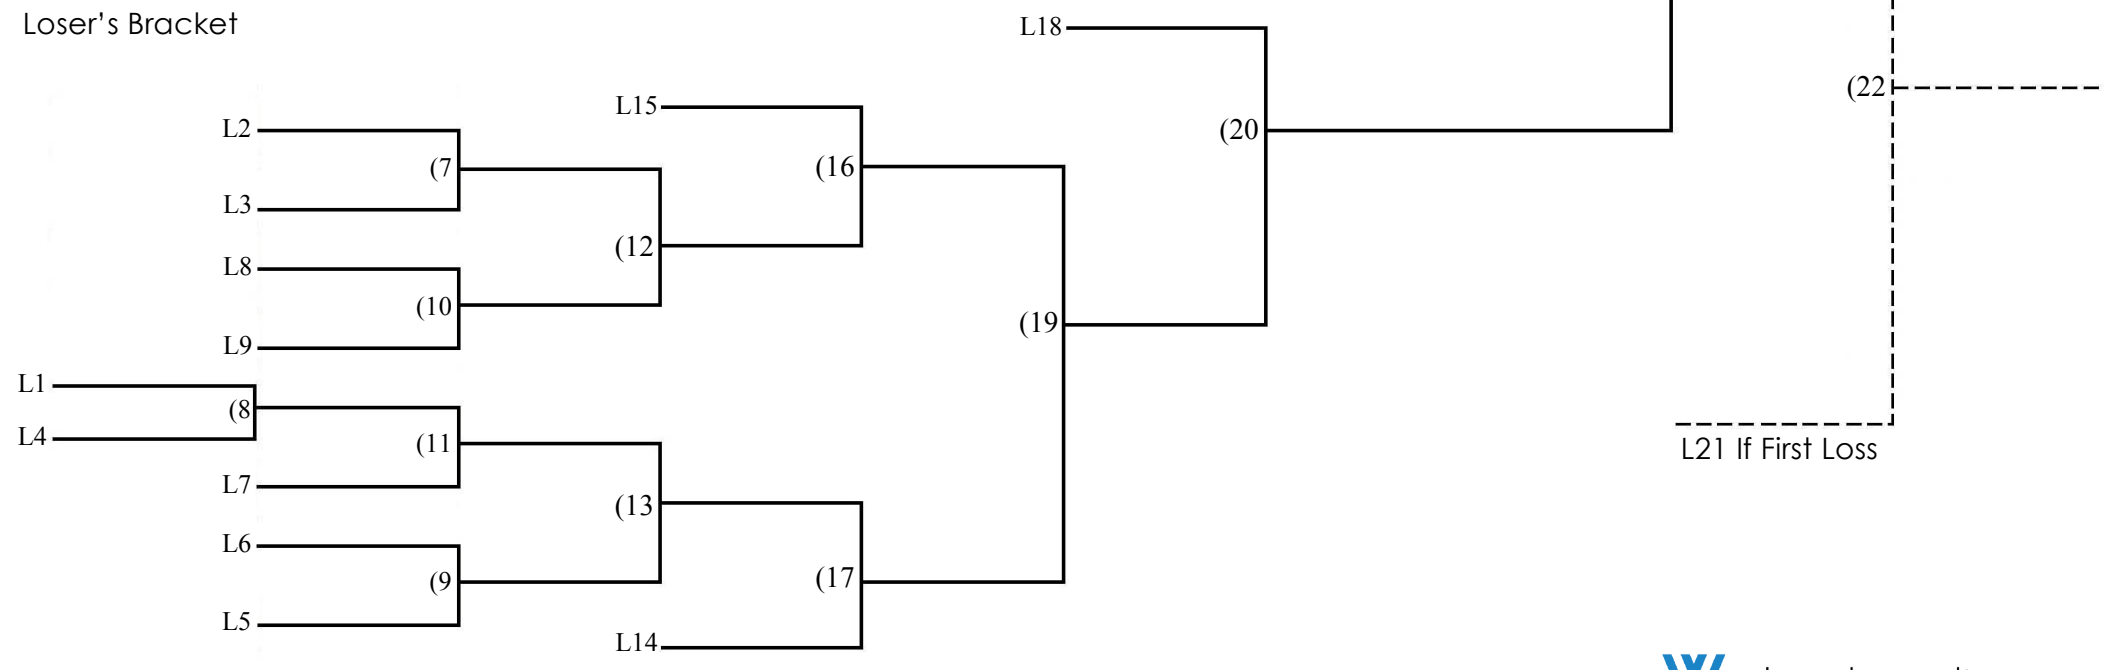 Loser's Bracket
L18
L15
(22
L2
(20
(7
(16
L3
(12
L8
(10
(19
L9
L1
(8
L4
(11
L21 If First Loss
L7
(13
L6
(9
(17
L5
L14